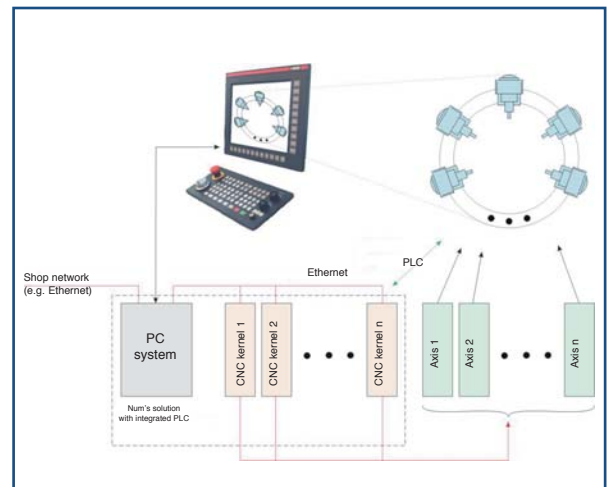 PLC
Ethernet
Shop network
(e.g. Ethernet)
PC
system
CNC kernel 1
CNC kernel 2
CNC kernel n
Axis 1
Axis 2
Axis n
Num's solution
with integrated PLC